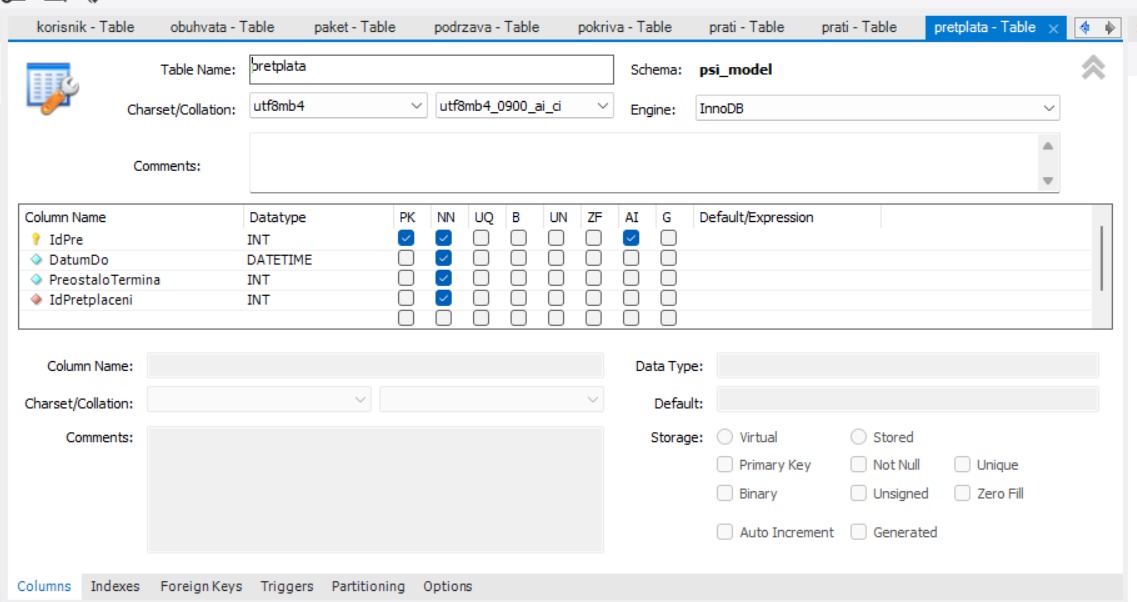 korisnik - Table obuhvata - Table paket - Table podrzava - Table pokriva - Table prati - Table prati - Table pretplata - Table
Table Name: pretplata Schema: psi_model
Charset/Collation: utf8mb4 utf8mb4_0900_ai_ci Engine: InnoDB
Comments:
Column Name Datatype PK NN UQ B UN ZF AI G Default/Expression
IdPre INT
DatumDo DATETIME
PreostaloTermina INT
IdPretplaceni INT
Column Name: Data Type:
Charset/Collation: Default:
Comments: Storage: Virtual Stored
Primary Key Not Null Unique
Binary Unsigned Zero Fill
Auto Increment Generated
Columns Indexes Foreign Keys Triggers Partitioning Options